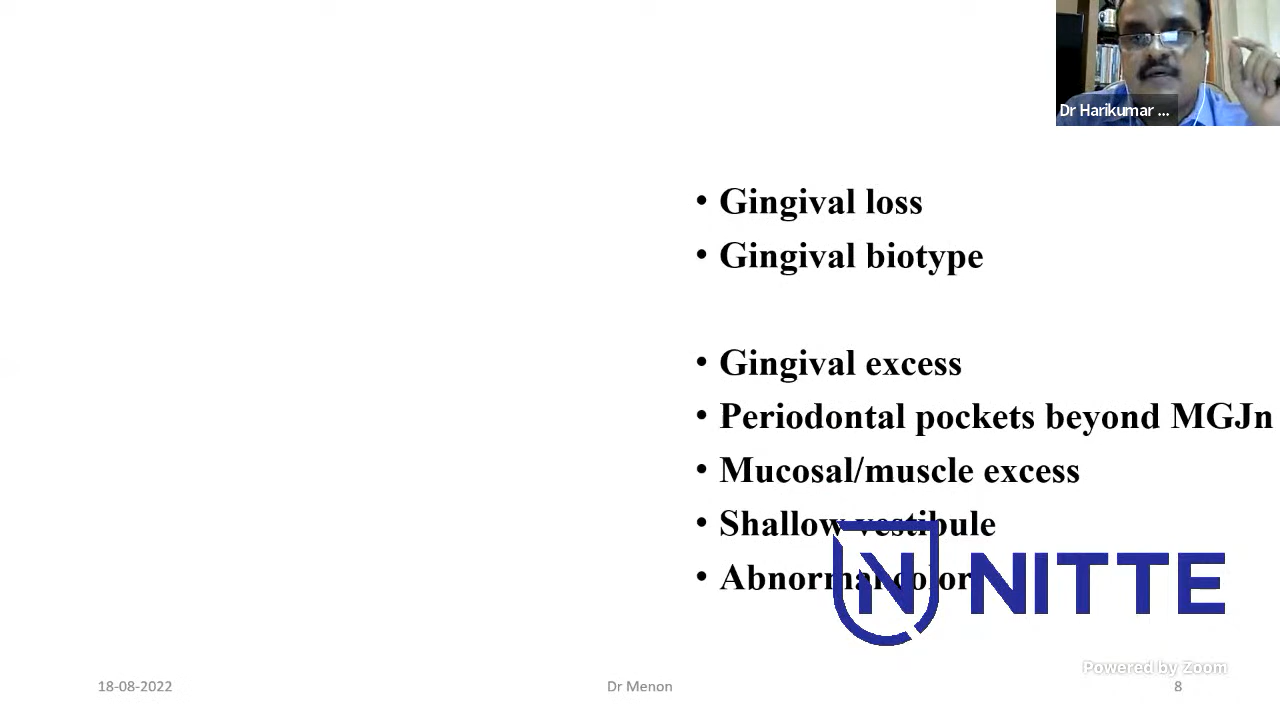 Dr Harikumar ...
• Gingival loss
• Gingival biotype
• Gingival excess
• Periodontal pockets beyond MGJn
• Mucosal/muscle excess
• Shallow vestibule
• Abnormal color
N NITTE
Powered by Zoom
18-08-2022
Dr Menon
8